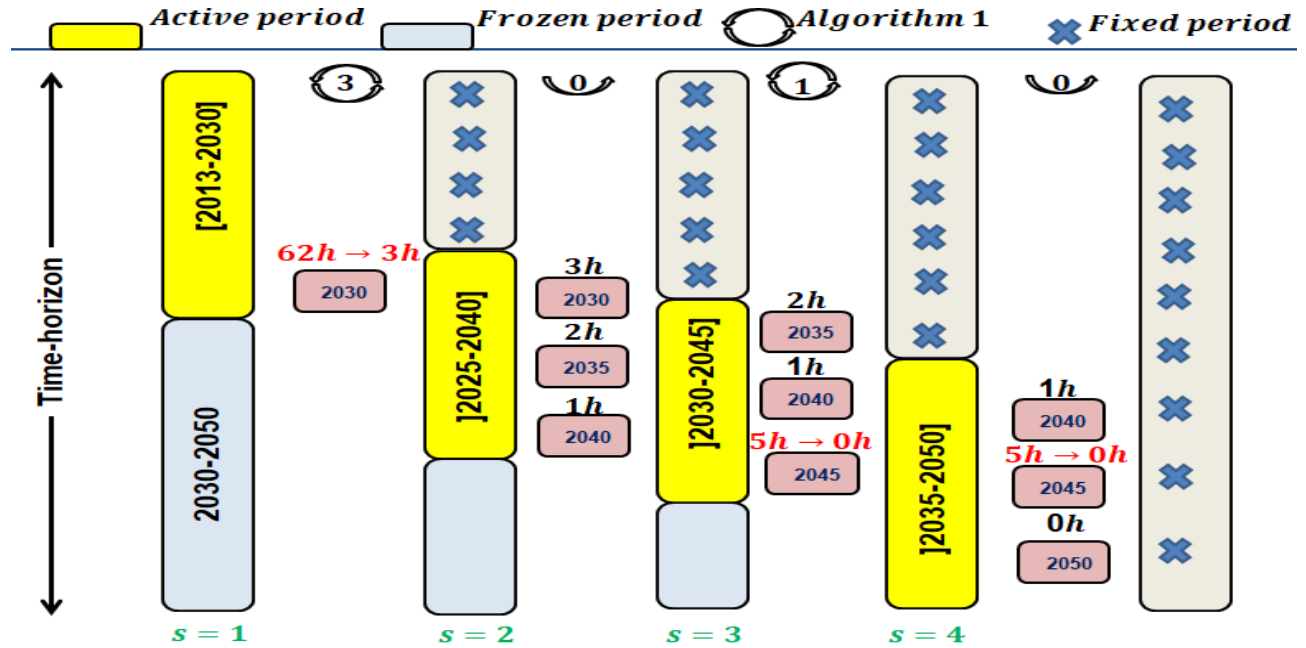 Active period
Frozen period
Algorithm 1
Fixed period
3
0
1
0
Time-horizon
[2013-2030]
2030-2050
62h → 3h
2030
]2025-2040]
3h
2030
2h
2035
1h
2040
]2030-2045]
2h
2035
1h
2040
5h → 0h
2045
]2035-2050]
1h
2040
5h → 0h
2045
0h
2050
s = 1
s = 2
s = 3
s = 4